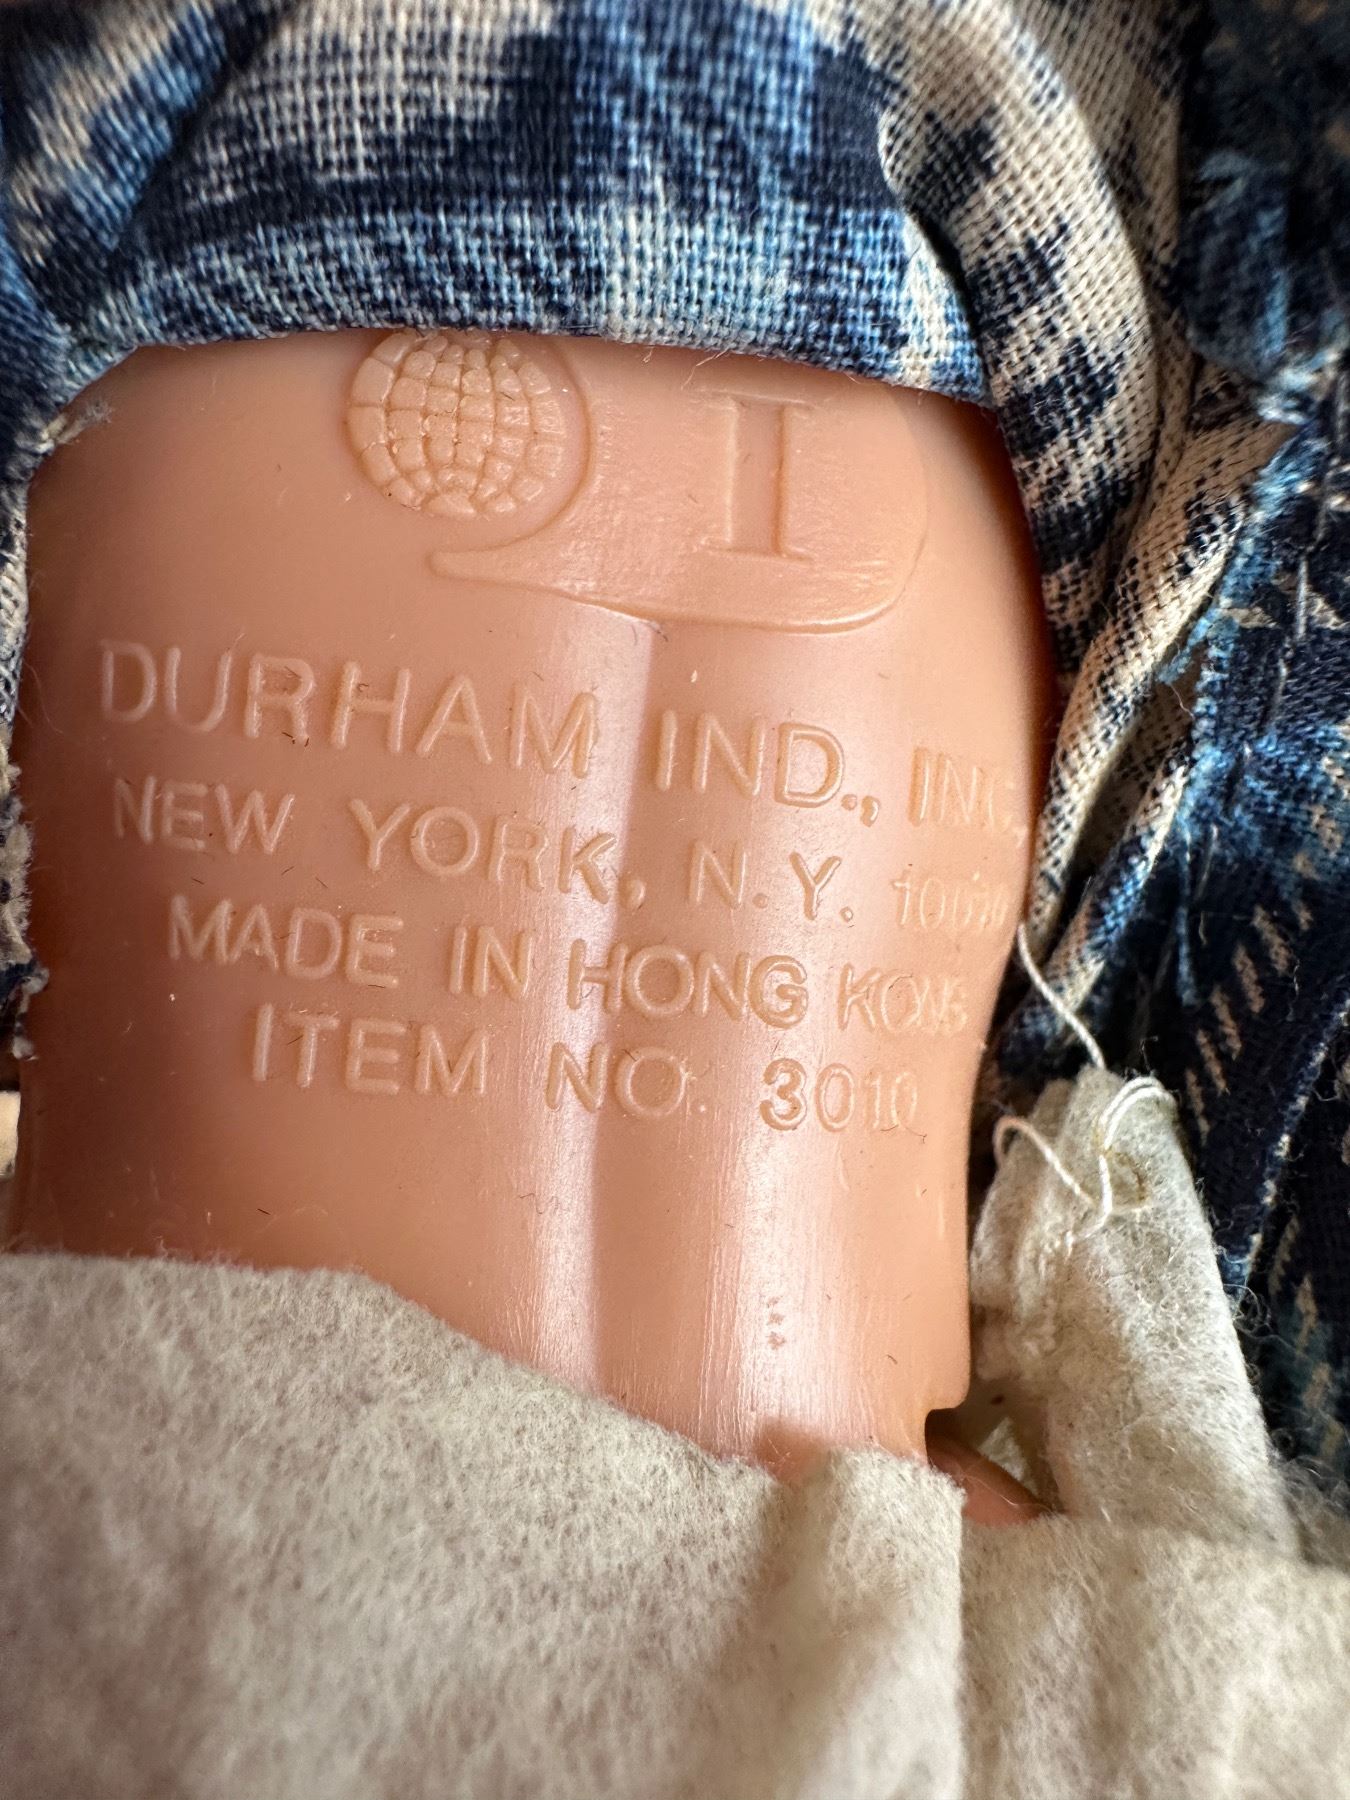 I
DURHAM IND., INC.
NEW YORK, N.Y.
MADE IN HONG KONG
ITEM NO. 3010